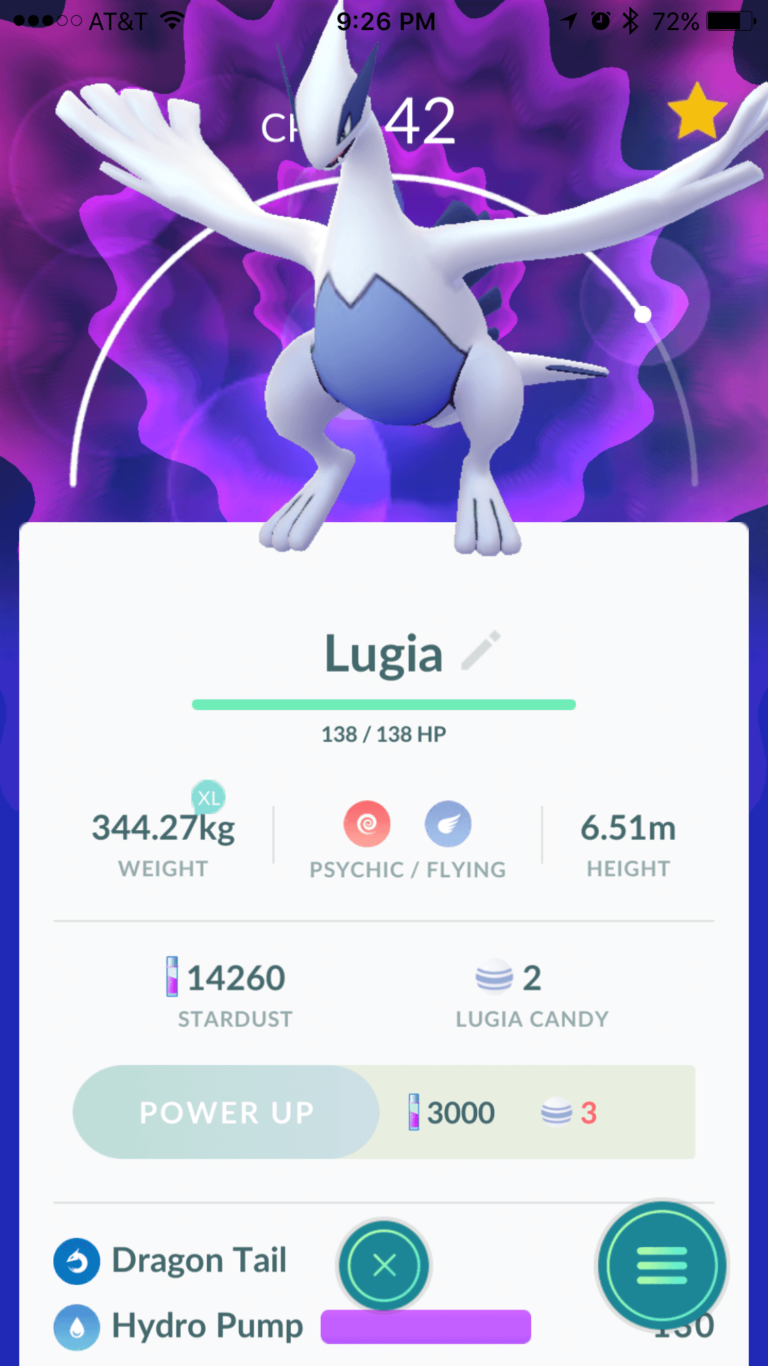 AT&T 9:26 PM 72%
42
Lugia
138 / 138 HP
XL
344.27kg 6.51m
WEIGHT PSYCHIC / FLYING HEIGHT
14260 2
STARDUST LUGIA CANDY
POWER UP 3000 3
Dragon Tail
Hydro Pump